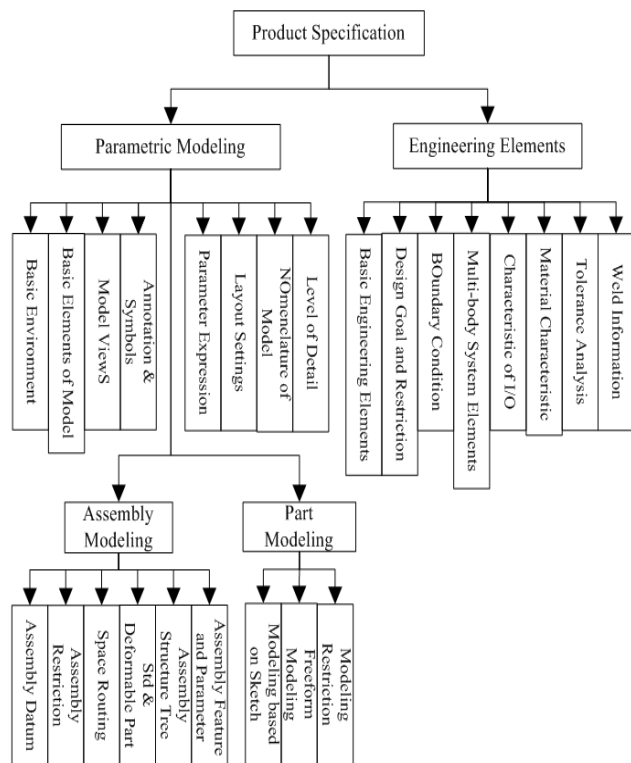 Product Specification
Parametric Modeling
Engineering Elements
Basic Environment
Basic Elements of Model
Model ViewS
Annotation &
Symbols
Parameter Expression
Layout Settings
NOmenclature of
Model
Level of Detail
Basic Engineering Elements
Design Goal and Restriction
BOundary Condition
Multi-body System Elements
Characteristic of I/O
Material Characteristic
Tolerance Analysis
Weld Information
Assembly
Modeling
Part
Modeling
Assembly Datum
Assembly
Restriction
Space Routing
Std &
Deformable Part
Assembly
Structure Tree
Assembly Feature
and Parameter
Modeling based
on Sketch
Freeform
Modeling
Modeling
Restriction